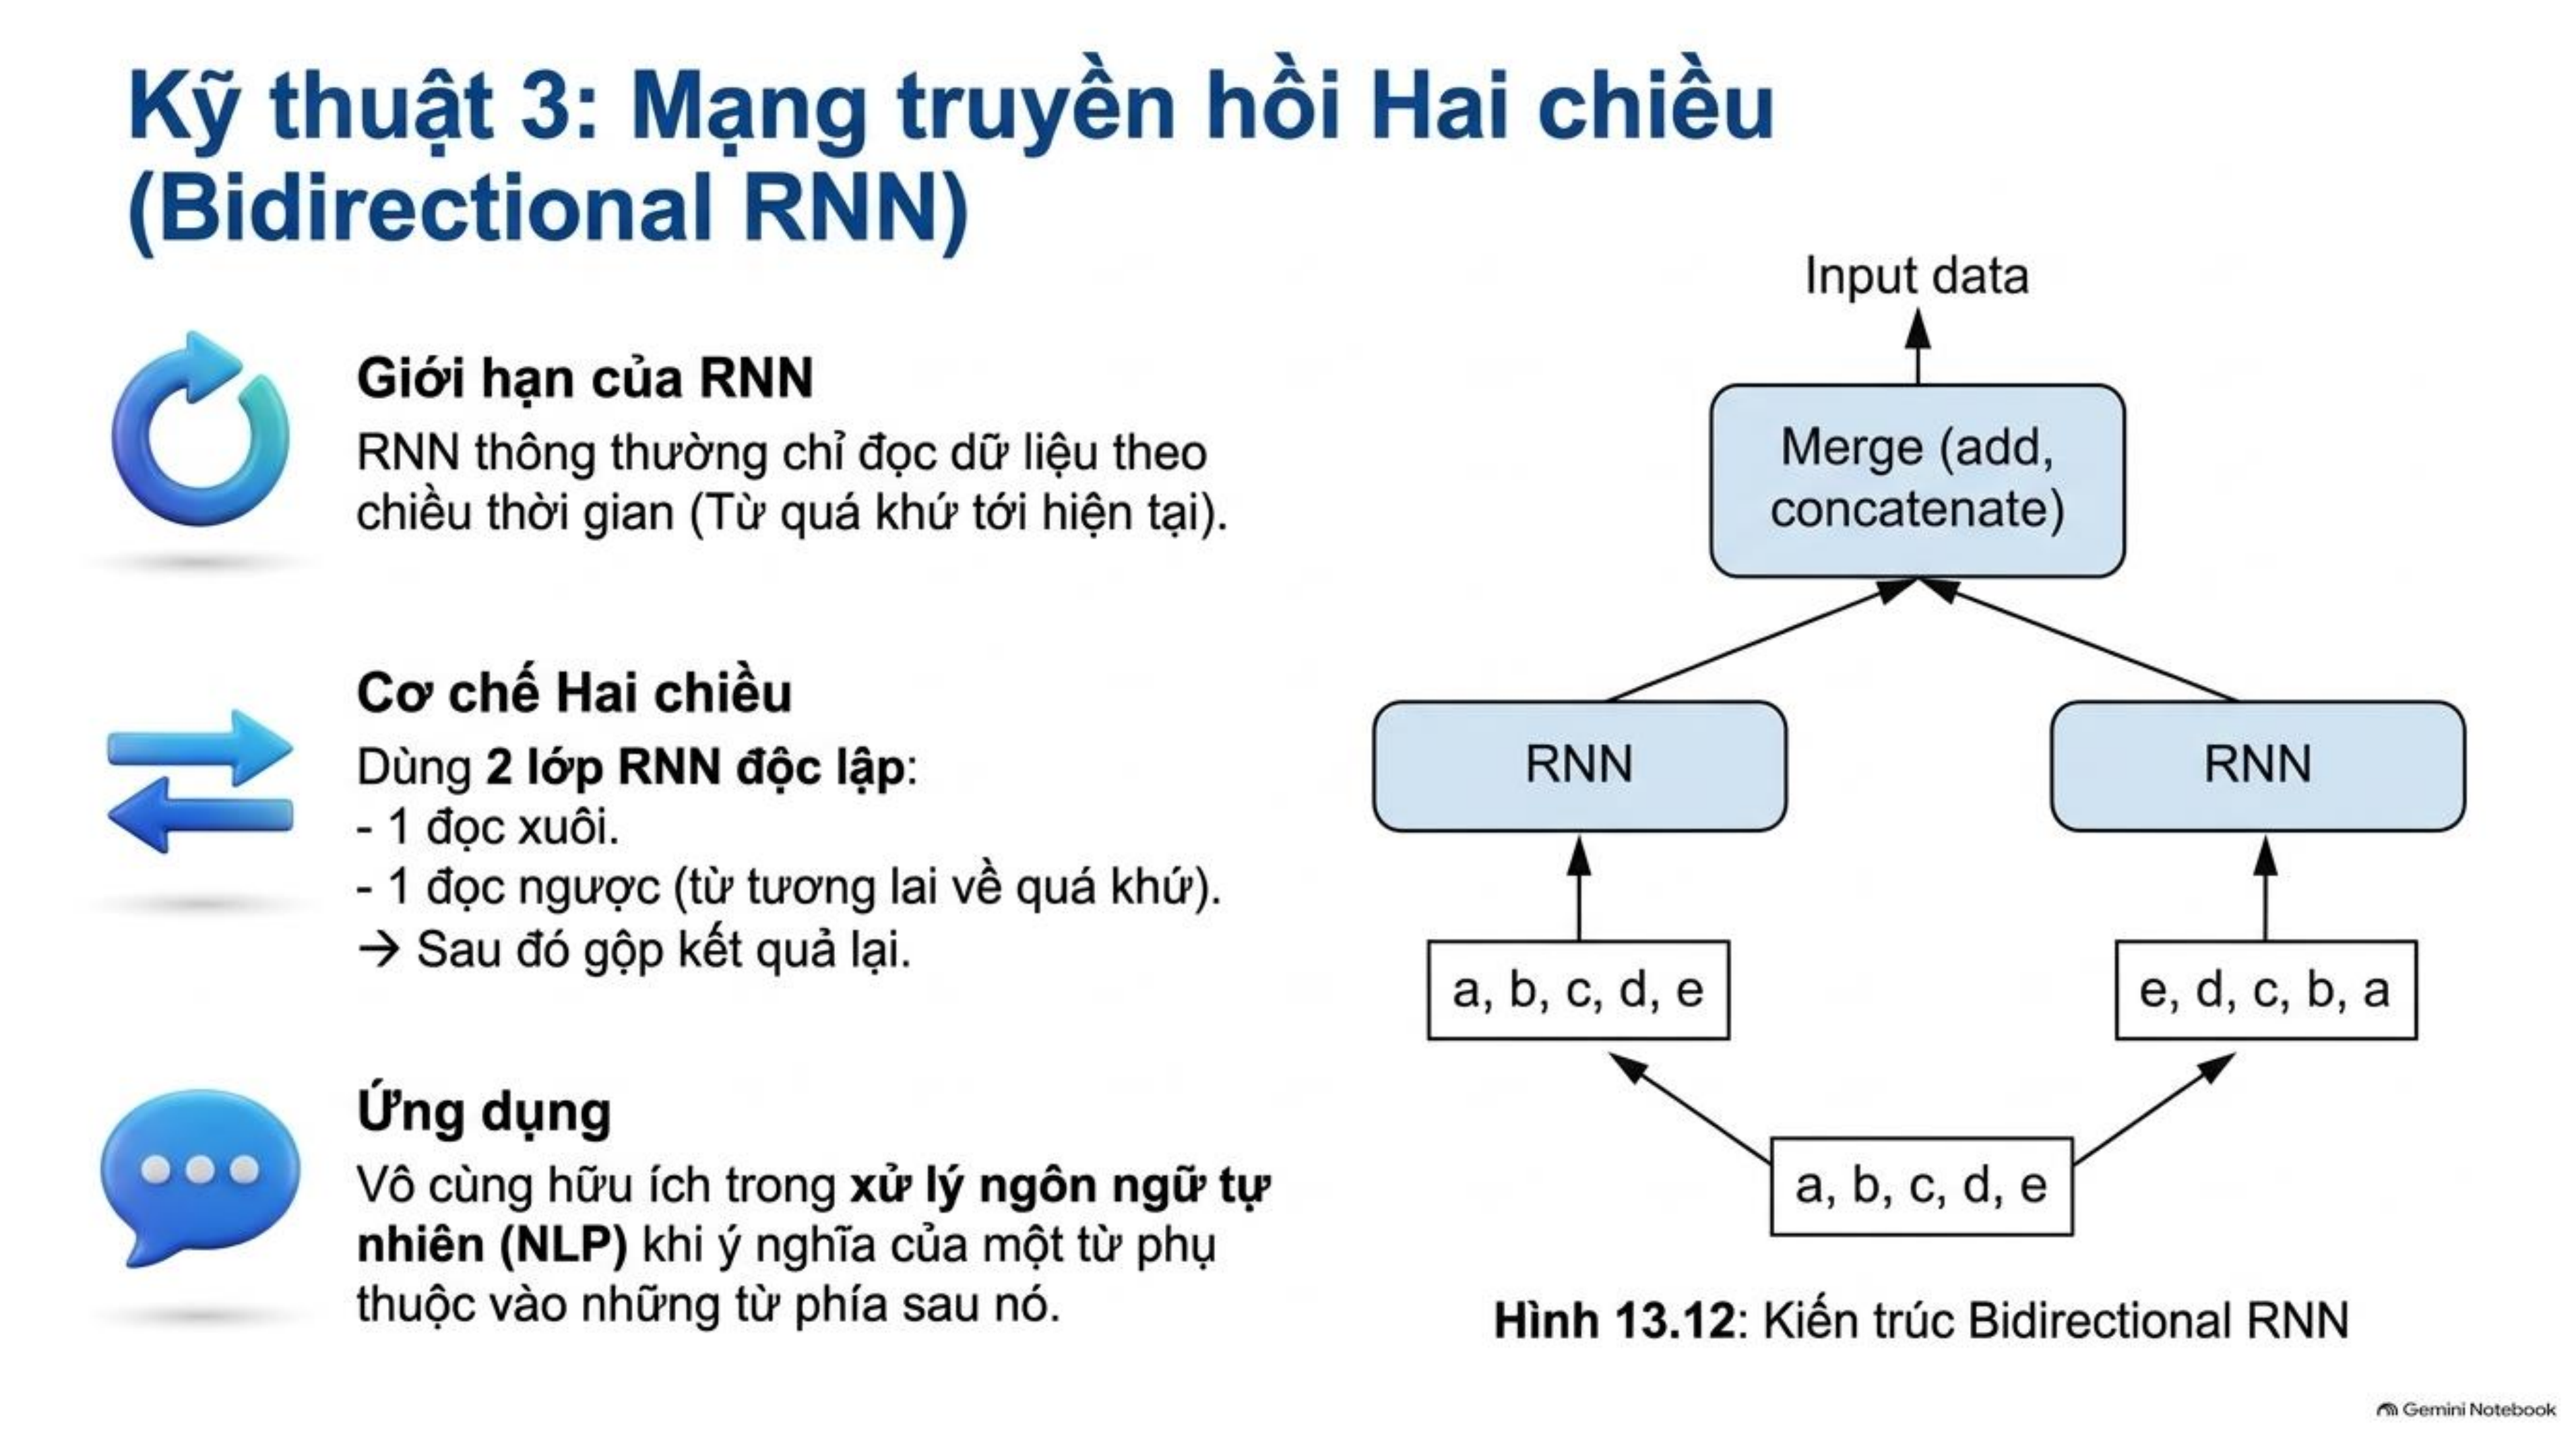 Kỹ thuật 3: Mạng truyền hồi Hai chiều
(Bidirectional RNN)
Giới hạn của RNN
RNN thông thường chỉ đọc dữ liệu theo
chiều thời gian (Từ quá khứ tới hiện tại).
Cơ chế Hai chiều
Dùng 2 lớp RNN độc lập:
- 1 đọc xuôi.
- 1 đọc ngược (từ tương lai về quá khứ).
→ Sau đó gộp kết quả lại.
Ứng dụng
Vô cùng hữu ích trong xử lý ngôn ngữ tự
nhiên (NLP) khi ý nghĩa của một từ phụ
thuộc vào những từ phía sau nó.
Input data
Merge (add,
concatenate)
RNN
RNN
a, b, c, d, e
e, d, c, b, a
a, b, c, d, e
Hình 13.12: Kiến trúc Bidirectional RNN
Gemini Notebook